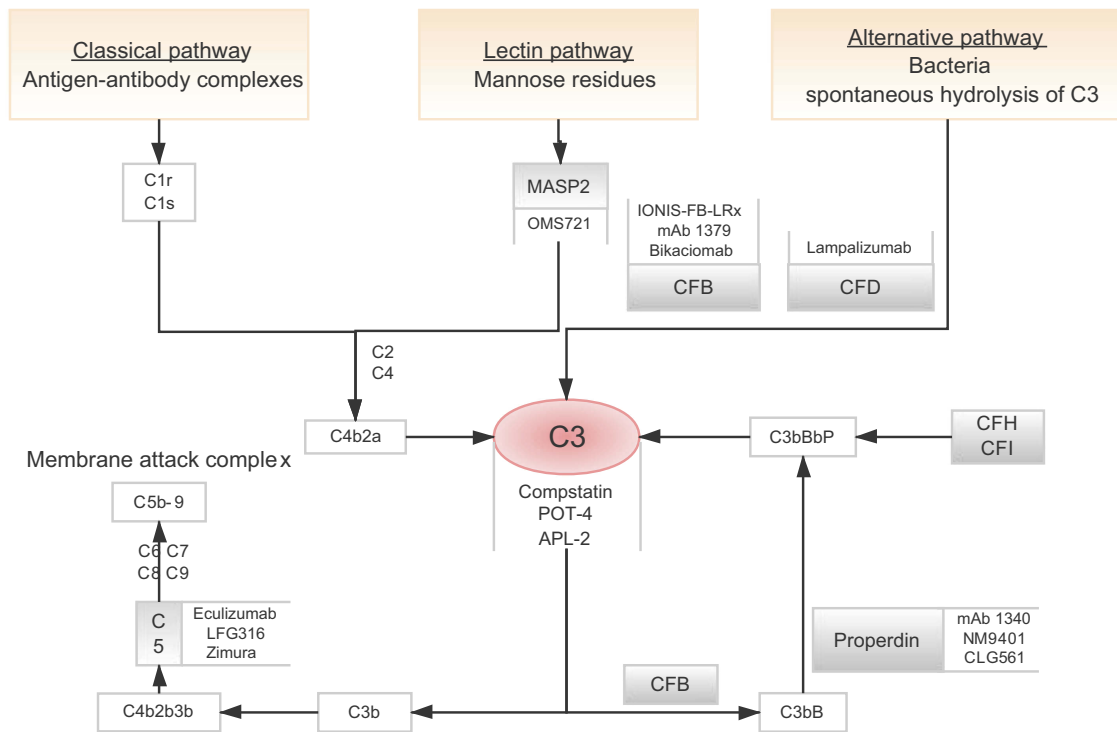 Classical pathway
Antigen-antibody complexes
Lectin pathway
Mannose residues
Alternative pathway
Bacteria
spontaneous hydrolysis of C3
C1r
C1s
MASP2
OMS721
IONIS-FB-LRx
mAb 1379
Bikaciomab
CFB
Lampalizumab
CFD
C2
C4
C4b2a
C3
C3bBbP
CFH
CFI
Compstatin
POT-4
APL-2
Membrane attack complex
C5b-9
C6 C7
C8 C9
C
5
Eculizumab
LFG316
Zimura
Properdin
mAb 1340
NM9401
CLG561
C4b2b3b
C3b
CFB
C3bB